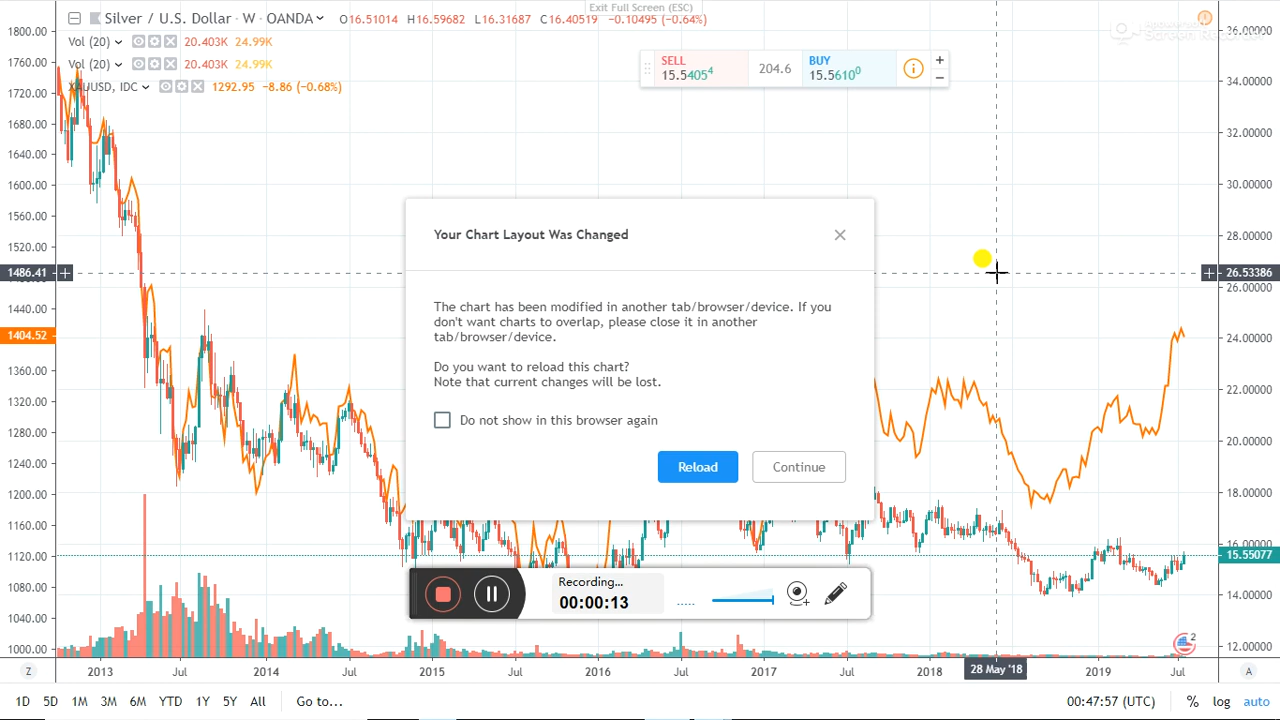 Exit Full Screen (ESC)
Silver / U.S. Dollar · W · OANDA O16.51014 H16.59682 L16.31687 C16.40519 −0.10495 (−0.64%)
Vol (20) 20.403K 24.99K
Vol (20) 20.403K 24.99K
XAUUSD, IDC 1292.95 −8.86 (−0.68%)
SELL
15.54054
204.6
BUY
15.56100
1800.00
1760.00
1720.00
1680.00
1640.00
1600.00
1560.00
1520.00
1486.41
1440.00
1404.52
1360.00
1320.00
1280.00
1240.00
1200.00
1160.00
1120.00
1080.00
1040.00
1000.00
36.00000
34.00000
32.00000
30.00000
28.00000
26.53386
26.00000
24.00000
22.00000
20.00000
18.00000
16.00000
15.55077
14.00000
12.00000
Your Chart Layout Was Changed
The chart has been modified in another tab/browser/device. If you
don't want charts to overlap, please close it in another
tab/browser/device.
Do you want to reload this chart?
Note that current changes will be lost.
Do not show in this browser again
Reload Continue
Recording...
00:00:13
2
Z 2013 Jul 2014 Jul 2015 Jul 2016 Jul 2017 Jul 2018 28 May '18 2019 Jul A
1D 5D 1M 3M 6M YTD 1Y 5Y All Go to... 00:47:57 (UTC) % log auto